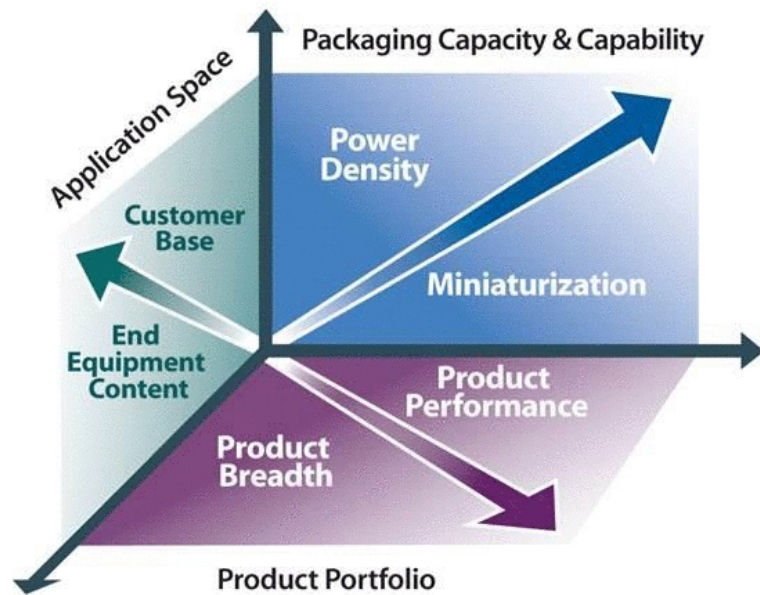 Packaging Capacity & Capability
Application Space
Power
Density
Customer
Base
Miniaturization
End
Equipment
Content
Product
Performance
Product
Breadth
Product Portfolio